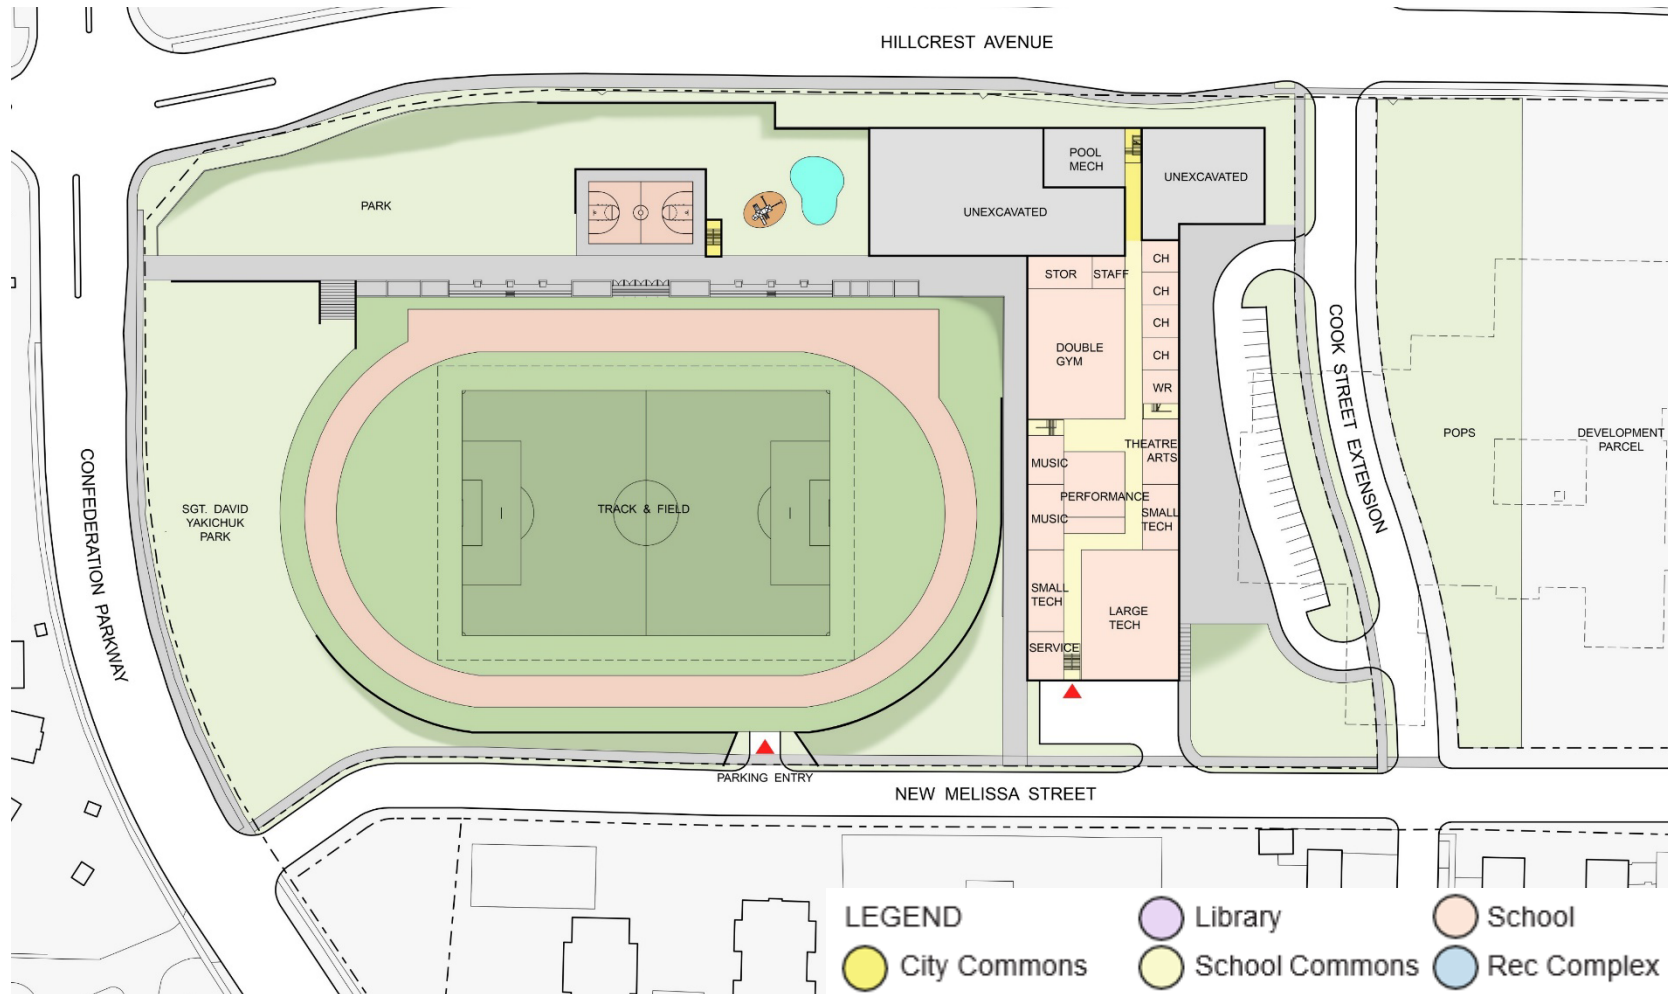 HILLCREST AVENUE
POOL
MECH
UNEXCAVATED
UNEXCAVATED
PARK
CH
STOR
STAFF
CH
CH
DOUBLE
GYM
CH
WR
COOK STREET EXTENSION
POPS
DEVELOPMENT
PARCEL
THEATRE
ARTS
MUSIC
PERFORMANCE
MUSIC
SMALL
TECH
CONFEDERATION PARKWAY
SGT. DAVID
YAKICHUK
PARK
TRACK & FIELD
SMALL
TECH
LARGE
TECH
SERVICE
PARKING ENTRY
NEW MELISSA STREET
LEGEND
Library
School
City Commons
School Commons
Rec Complex